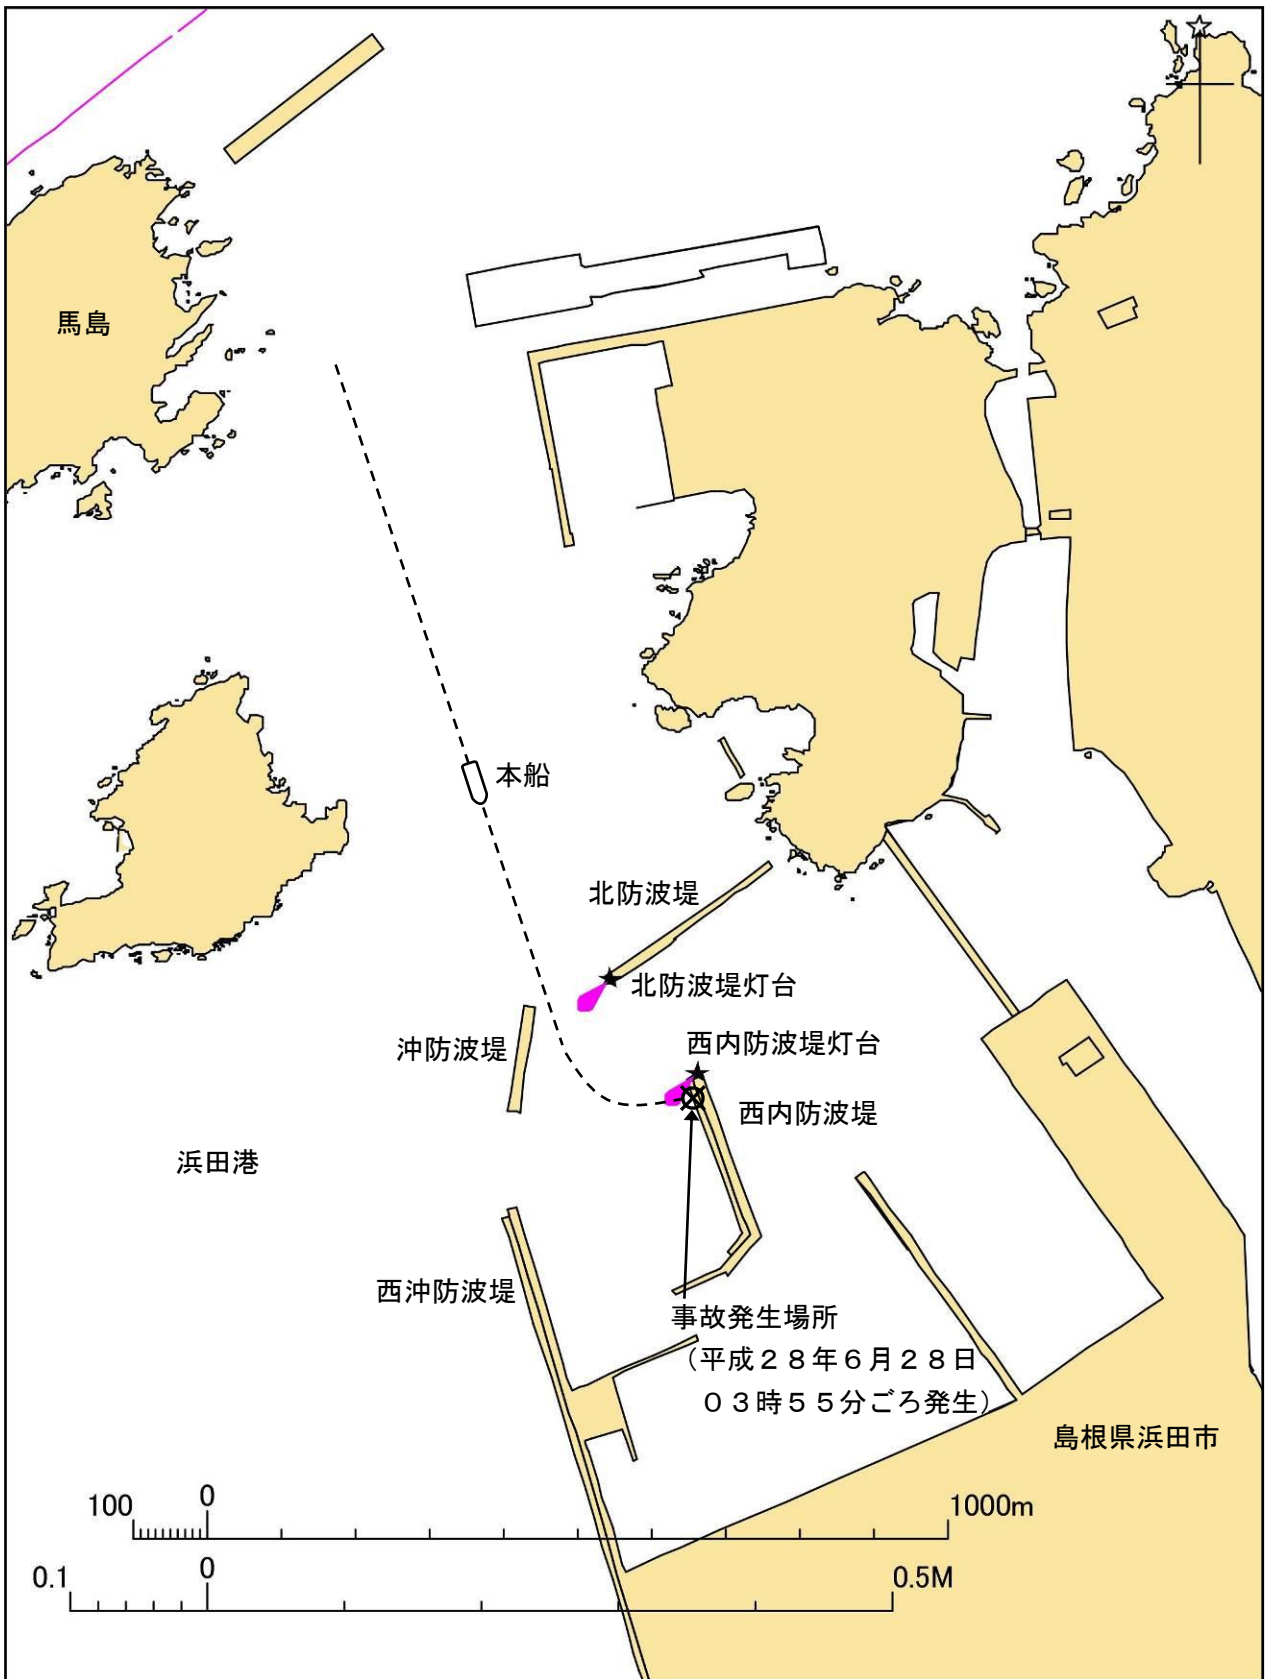 馬島
本船
北防波堤
北防波堤灯台
西内防波堤灯台
沖防波堤
西内防波堤
浜田港
西沖防波堤
事故発生場所
（平成２８年６月２８日
０３時５５分ごろ発生）
島根県浜田市
100 0 1000m
0.1 0 0.5M